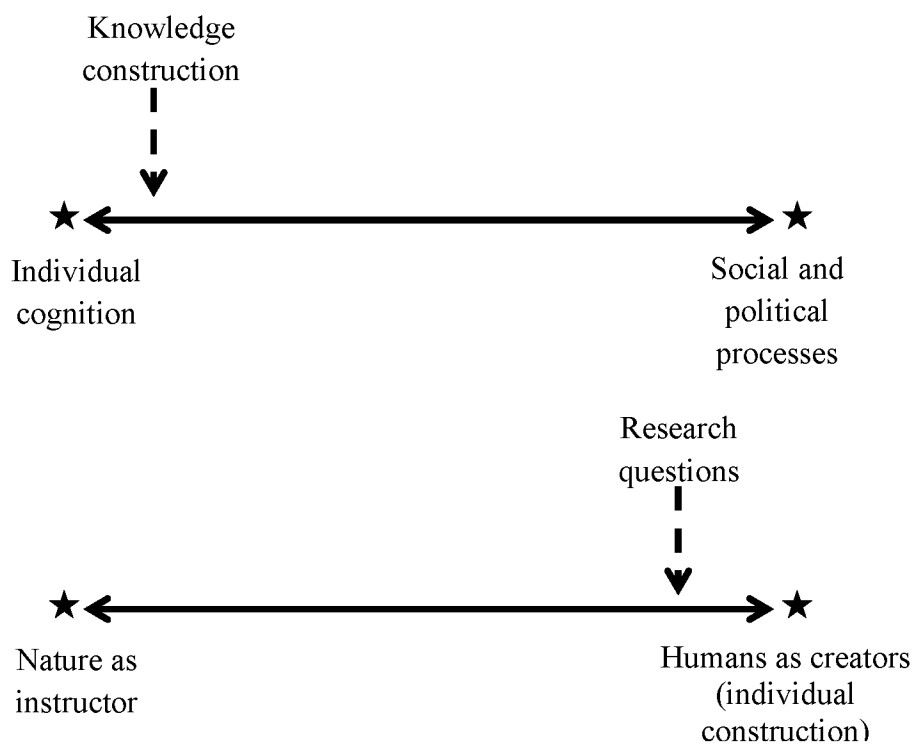 Knowledge
construction
Individual
cognition
Social and
political
processes
Research
questions
Nature as
instructor
Humans as creators
(individual
construction)